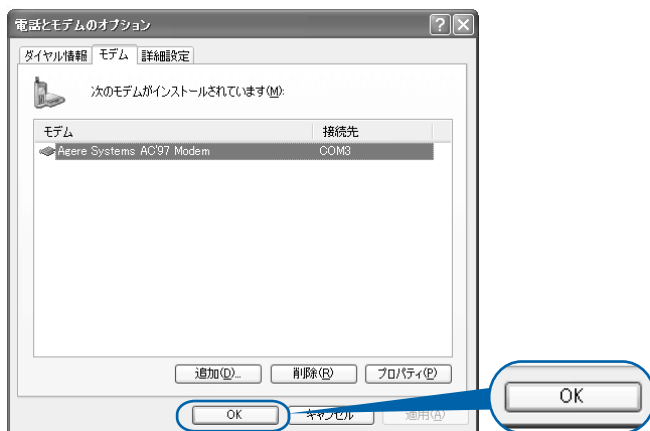 電話とモデムのオプション
ダイヤル情報 モデム 詳細設定
次のモデムがインストールされています(M):
モデム 接続先
Agere Systems AC'97 Modem COM3
追加(D)... 削除(R) プロパティ(P)
OK キャンセル 適用(A)
OK